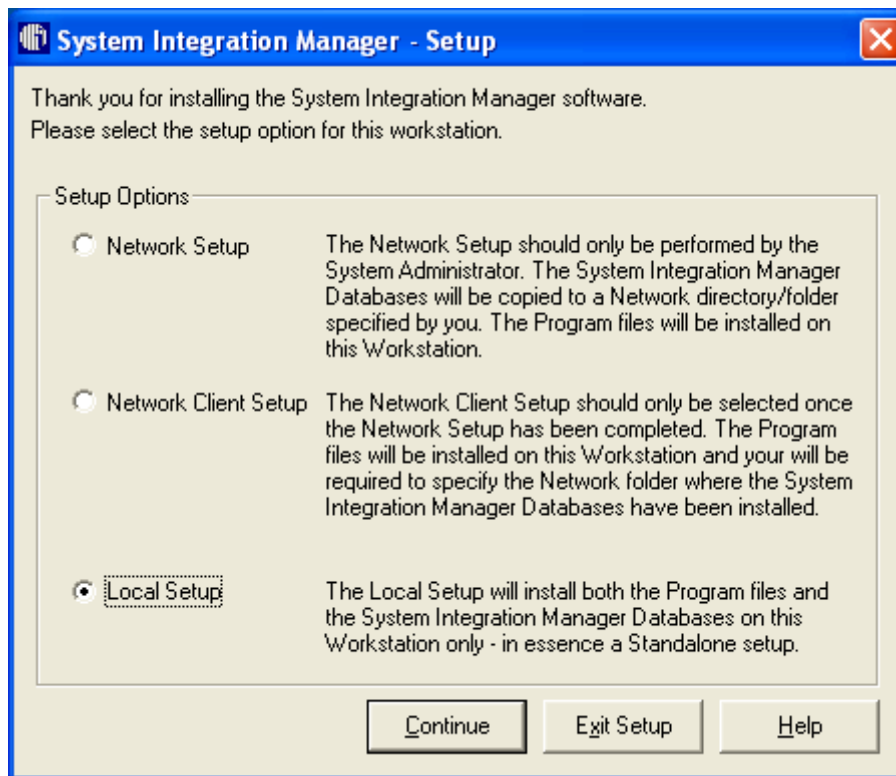 System Integration Manager - Setup
Thank you for installing the System Integration Manager software.
Please select the setup option for this workstation.
Setup Options
Network Setup
The Network Setup should only be performed by the
System Administrator. The System Integration Manager
Databases will be copied to a Network directory/folder
specified by you. The Program files will be installed on
this Workstation.
Network Client Setup
The Network Client Setup should only be selected once
the Network Setup has been completed. The Program
files will be installed on this Workstation and your will be
required to specify the Network folder where the System
Integration Manager Databases have been installed.
Local Setup
The Local Setup will install both the Program files and
the System Integration Manager Databases on this
Workstation only - in essence a Standalone setup.
Continue
Exit Setup
Help